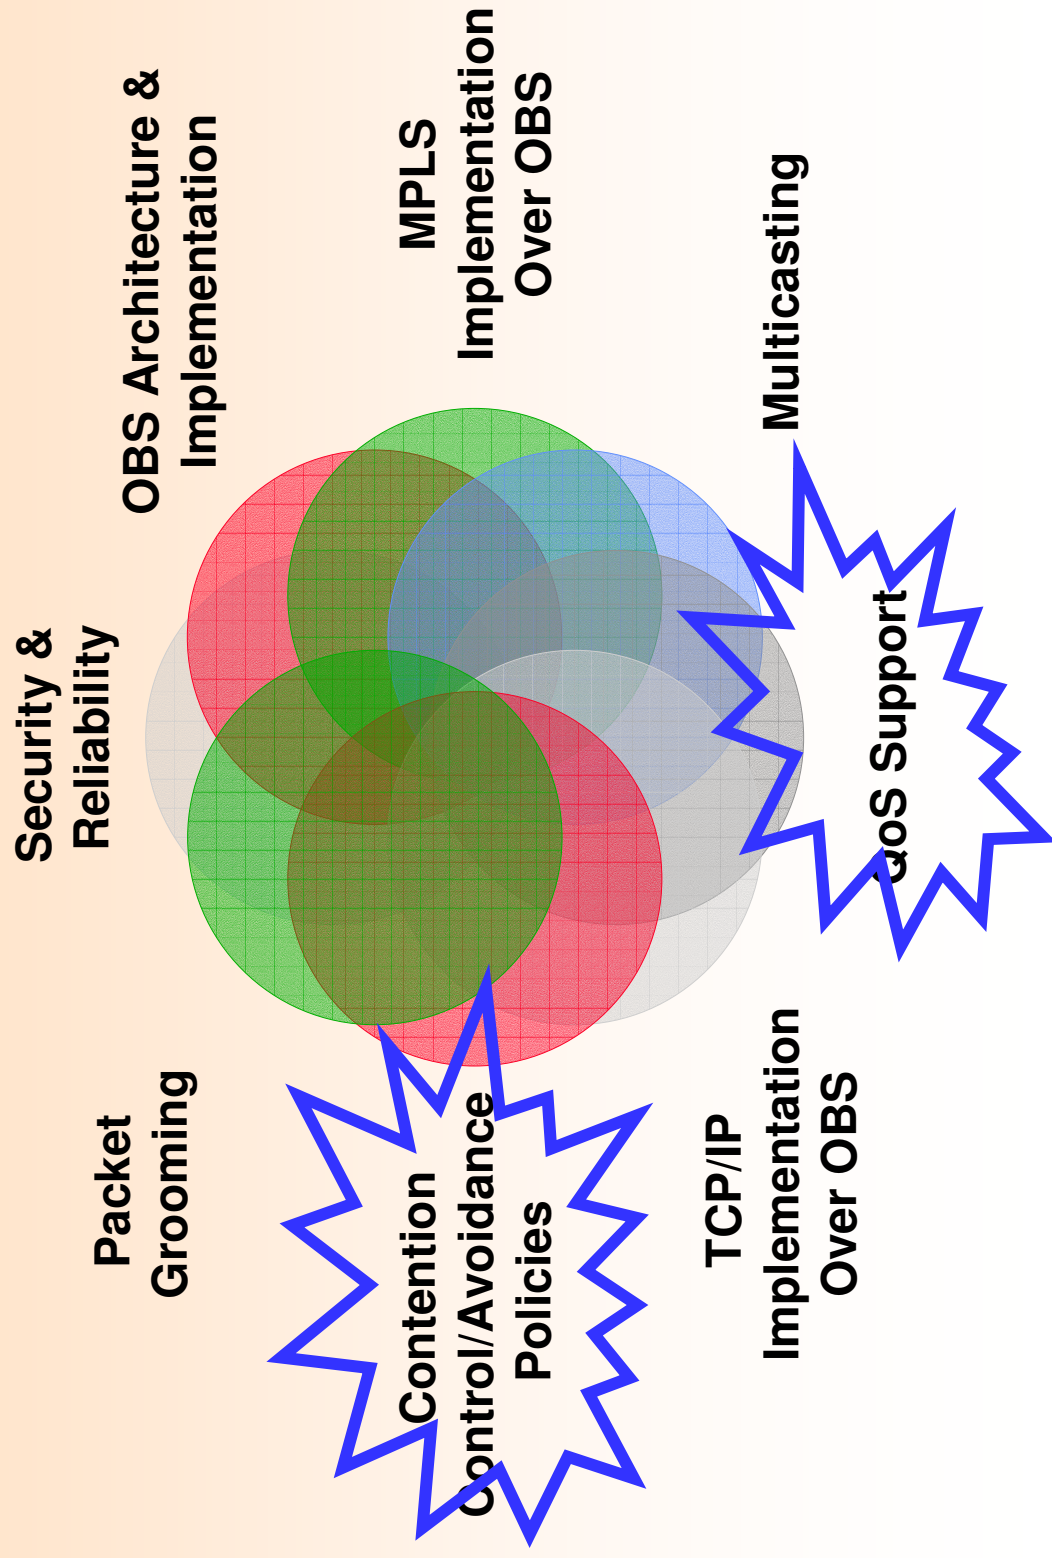 Security &
Reliability
OBS Architecture &
Implementation
MPLS
Implementation
Over OBS
Multicasting
QoS Support
TCP/IP
Implementation
Over OBS
Contention
Control/Avoidance
Policies
Packet
Grooming